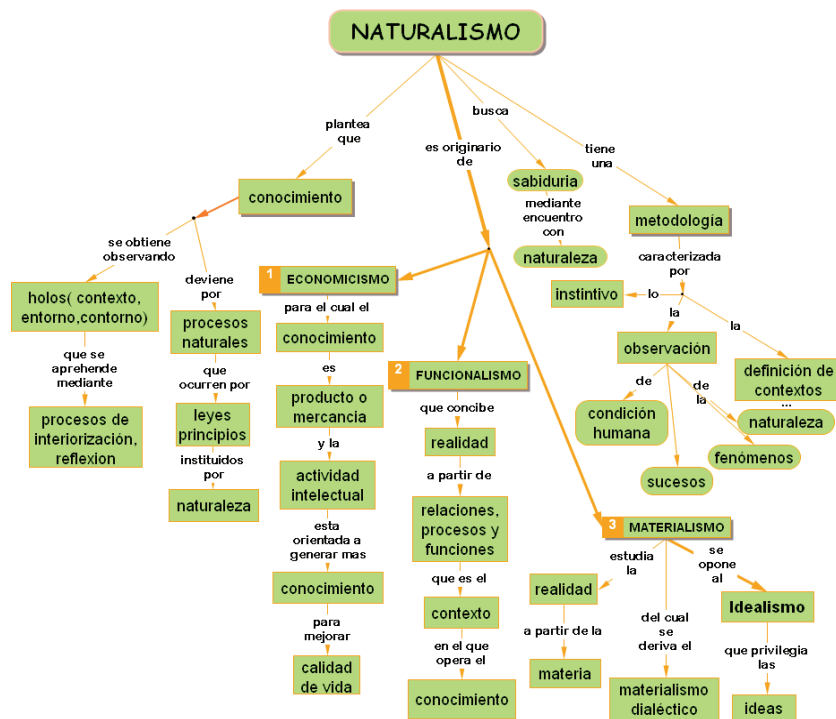 NATURALISMO
plantea
que
conocimiento
se obtiene
observando
holos( contexto,
entorno,contorno)
que se
aprehende
mediante
procesos de
interiorización,
reflexion
deviene
por
procesos
naturales
que
ocurren por
leyes
principios
instituidos
por
naturaleza
es originario
de
1 ECONOMICISMO
para el cual el
conocimiento
es
producto o
mercancia
y la
actividad
intelectual
esta
orientada a
generar mas
conocimiento
para
mejorar
calidad
de vida
2 FUNCIONALISMO
que concibe
realidad
a partir de
relaciones,
procesos y
funciones
que es el
contexto
en el que
opera el
conocimiento
3 MATERIALISMO
estudia
la
realidad
a partir de la
materia
del cual
se
deriva el
materialismo
dialéctico
se
opone
al
Idealismo
que privilegia
las
ideas
busca
sabiduria
mediante
encuentro
con
naturaleza
tiene
una
metodología
caracterizada
por
lo
instintivo
la
observación
de
condición
humana
sucesos
de
la
naturaleza
fenómenos
la
definición de
contextos
...